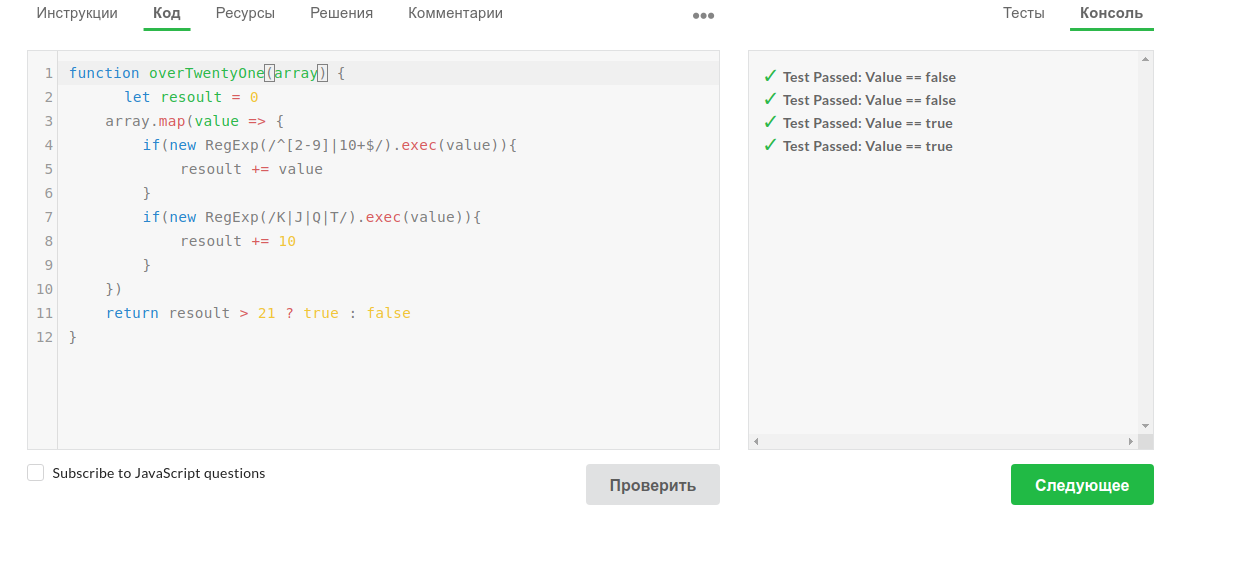 Инструкции Код Ресурсы Решения Комментарии ••• Тесты Консоль
1 function overTwentyOne(array) {
2 let resoult = 0
3 array.map(value => {
4 if(new RegExp(/^[2-9]|10+$/).exec(value)){
5 resoult += value
6 }
7 if(new RegExp(/K|J|Q|T/).exec(value)){
8 resoult += 10
9 }
10 })
11 return resoult > 21 ? true : false
12 }
✓ Test Passed: Value == false
✓ Test Passed: Value == false
✓ Test Passed: Value == true
✓ Test Passed: Value == true
Subscribe to JavaScript questions
Проверить
Следующее